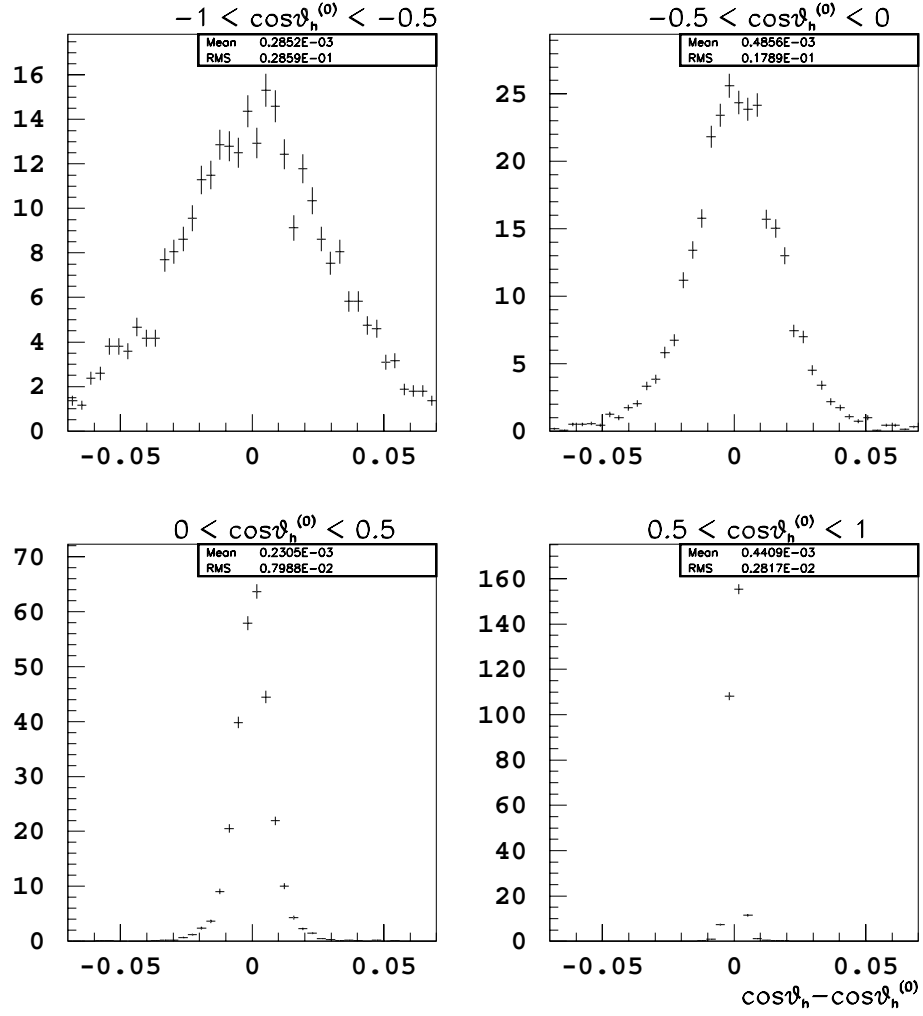 −1 < cosϑₕ⁽⁰⁾ < −0.5
Mean 0.2852E−03
RMS 0.2859E−01
16
14
12
10
8
6
4
2
0
-0.05 0 0.05
−0.5 < cosϑₕ⁽⁰⁾ < 0
Mean 0.4856E−03
RMS 0.1789E−01
25
20
15
10
5
0
-0.05 0 0.05
0 < cosϑₕ⁽⁰⁾ < 0.5
Mean 0.2305E−03
RMS 0.7988E−02
70
60
50
40
30
20
10
0
-0.05 0 0.05
0.5 < cosϑₕ⁽⁰⁾ < 1
Mean 0.4409E−03
RMS 0.2817E−02
160
140
120
100
80
60
40
20
0
-0.05 0 0.05
cosϑₕ−cosϑₕ⁽⁰⁾